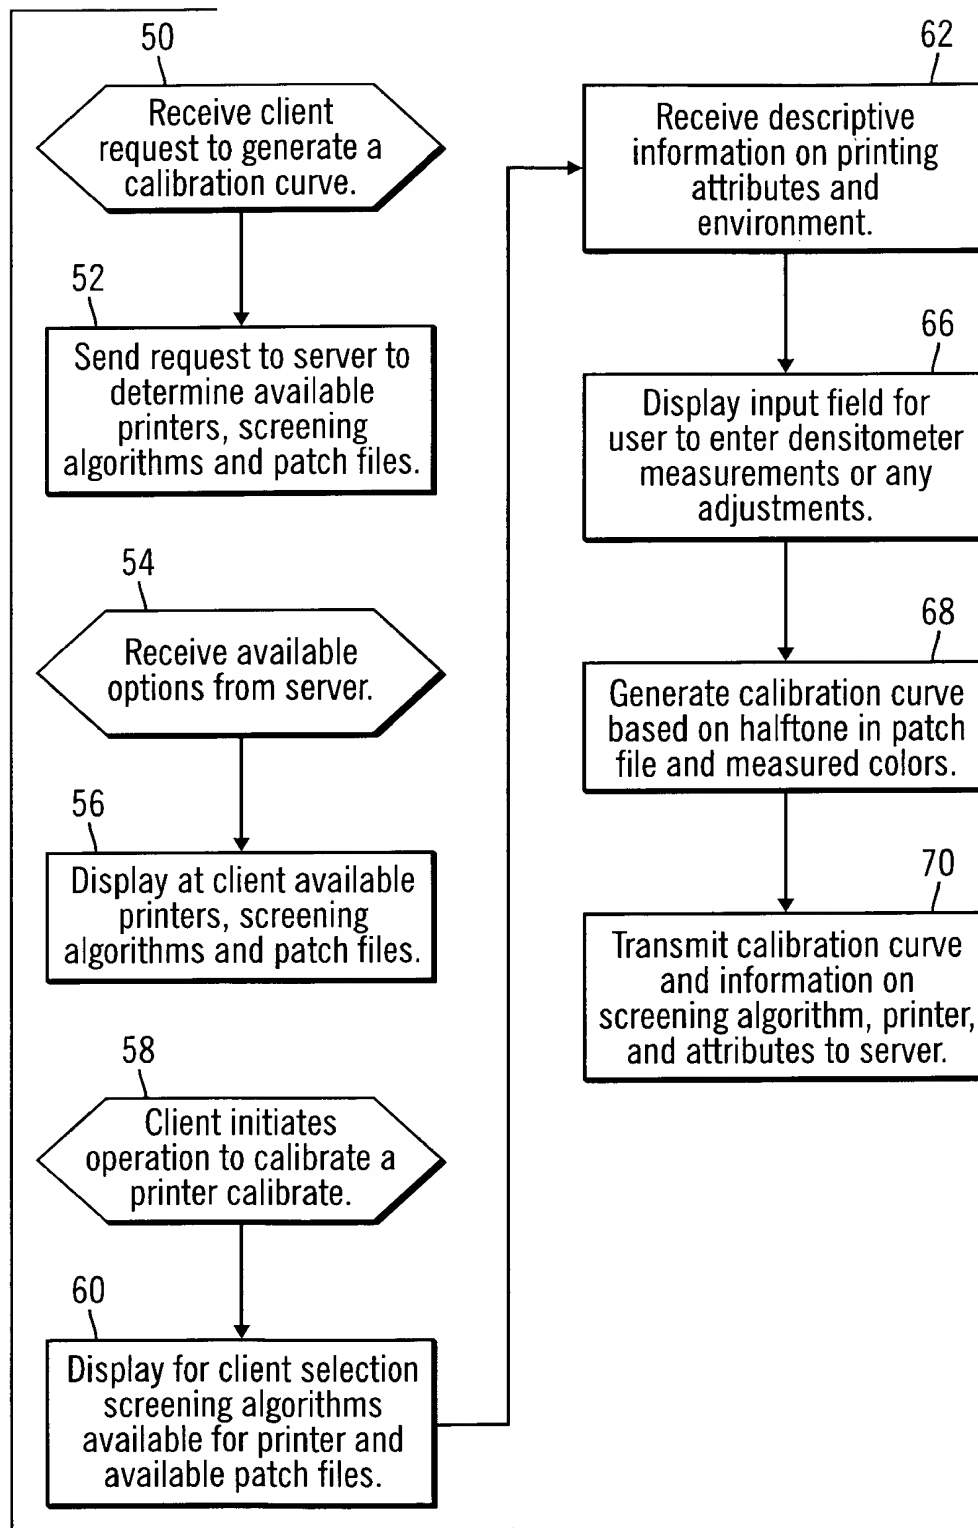 50
Receive client
request to generate a
calibration curve.
52
Send request to server to
determine available
printers, screening
algorithms and patch files.
54
Receive available
options from server.
56
Display at client available
printers, screening
algorithms and patch files.
58
Client initiates
operation to calibrate a
printer calibrate.
60
Display for client selection
screening algorithms
available for printer and
available patch files.
62
Receive descriptive
information on printing
attributes and
environment.
66
Display input field for
user to enter densitometer
measurements or any
adjustments.
68
Generate calibration curve
based on halftone in patch
file and measured colors.
70
Transmit calibration curve
and information on
screening algorithm, printer,
and attributes to server.